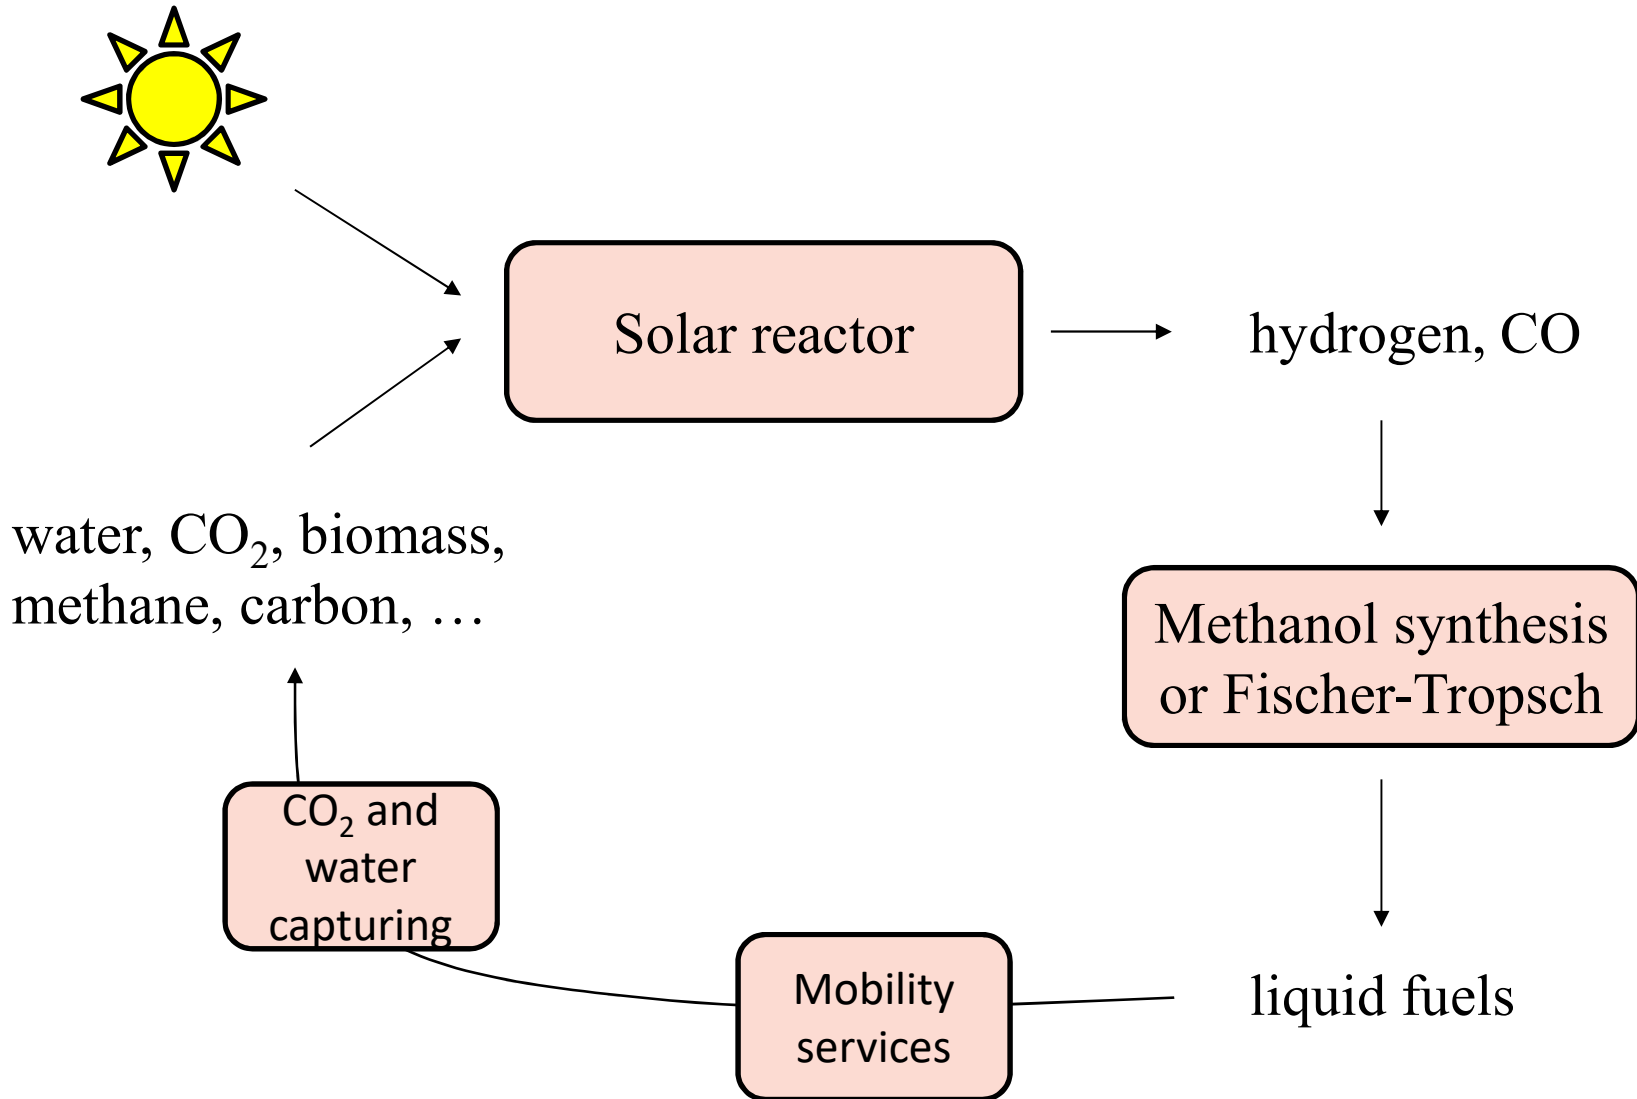 Solar reactor
hydrogen, CO
water, CO₂, biomass,
methane, carbon, …
Methanol synthesis
or Fischer-Tropsch
CO₂ and
water
capturing
Mobility
services
liquid fuels